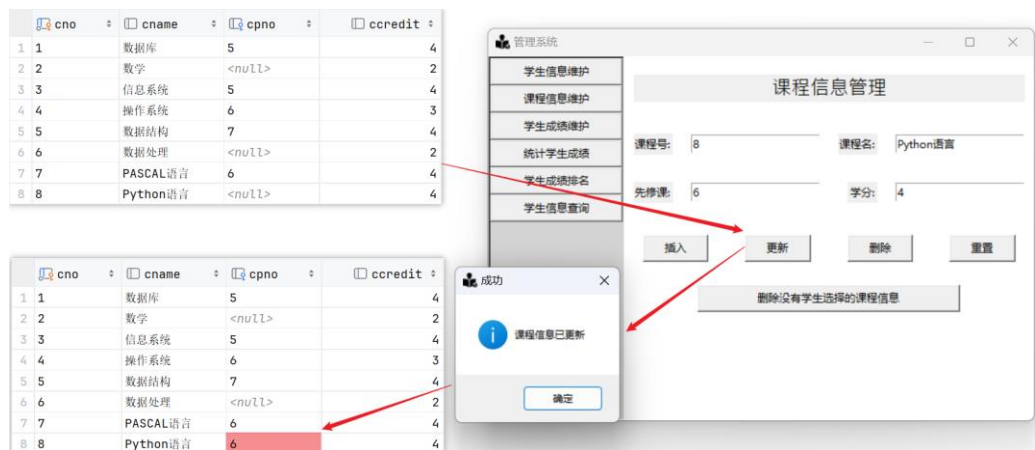 cno cname cpno ccredit
1 1 数据库 5 4
2 2 数学 <null> 2
3 3 信息系统 5 4
4 4 操作系统 6 3
5 5 数据结构 7 4
6 6 数据处理 <null> 2
7 7 PASCAL语言 6 4
8 8 Python语言 <null> 4
管理系统
学生信息维护
课程信息维护
学生成绩维护
统计学生成绩
学生成绩排名
学生信息查询
课程信息管理
课程号: 8 课程名: Python语言
先修课: 6 学分: 4
插入 更新 删除 重置
删除没有学生选择的课程信息
cno cname cpno ccredit
1 1 数据库 5 4
2 2 数学 <null> 2
3 3 信息系统 5 4
4 4 操作系统 6 3
5 5 数据结构 7 4
6 6 数据处理 <null> 2
7 7 PASCAL语言 6 4
8 8 Python语言 6 4
成功
课程信息已更新
确定